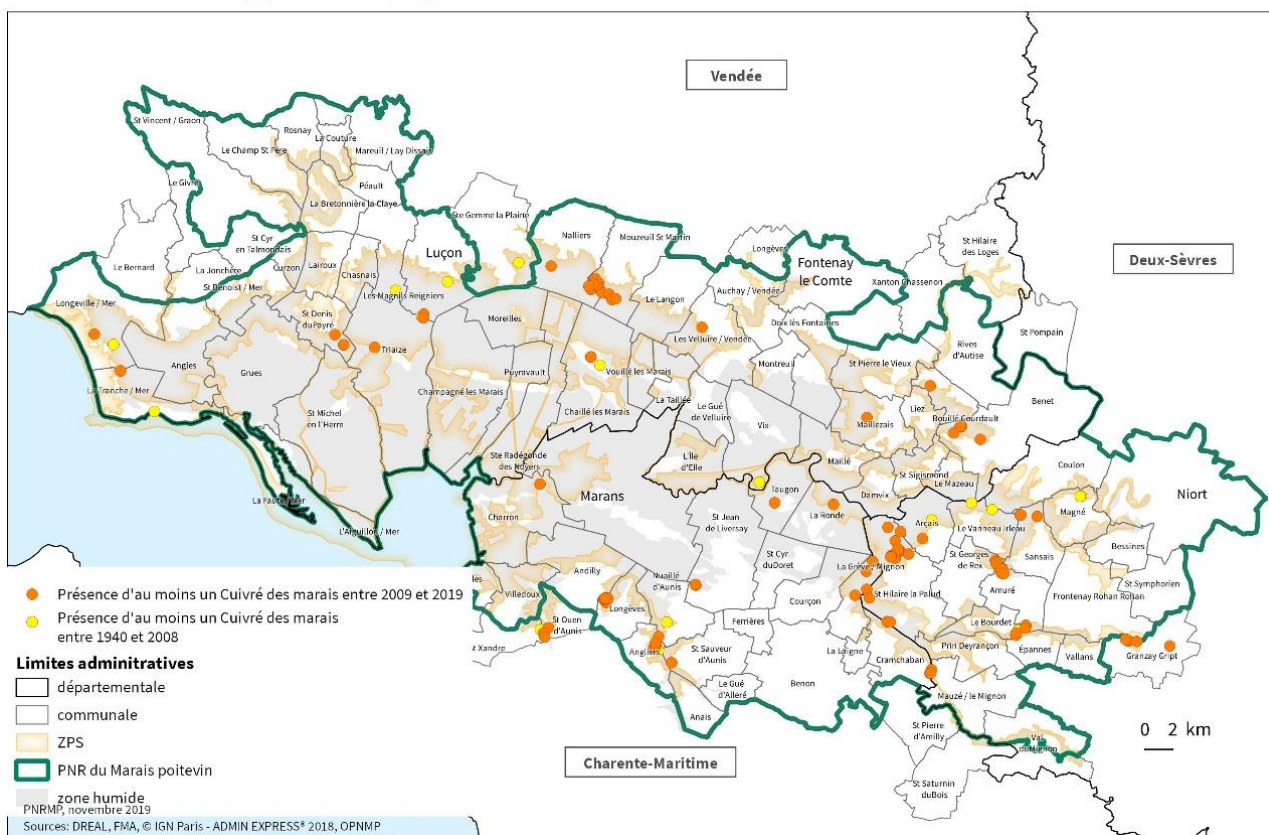 Vendée
Deux-Sèvres
Charente-Maritime
St Vincent / Graon
Rosnay
La Couture
Le Champ St Père
Mareuil / Lay Dissais
Le Givre
Péault
La Bretonnière la Claye
Ste Gemme la Plaine
St Cyr
en Talmondais
Le Bernard
La Jonchère
Curzon
Lairoux
Chasnais
Luçon
Nalliers
Mouzeuil St Martin
Longèves
Fontenay
le Comte
St Hilaire
des Loges
Auchay / Vendée
Xanton Chassenon
Longeville / Mer
St Benoist / Mer
Les Magnils Reigniers
Le Langon
Doix lès Fontaines
St Pompain
St Denis
du Payré
Moreilles
Les Velluire / Vendée
Rives
d'Autise
Triaize
Montreuil
St Pierre le Vieux
Angles
Grues
Puyravault
Vouillé les Marais
La Tranche / Mer
Champagné les Marais
La Taillée
Liez
Benet
St Michel
en l'Herm
Chaillé les Marais
Le Gué
de Velluire
Vix
Maillezais
Bouillé Courdault
Ste Radégonde
des Noyers
L'Île
d'Elle
Maillé
St Sigismond
Le Mazeau
Coulon
La Faute / Mer
Marans
Taugon
Damvix
Magné
Niort
L'Aiguillon / Mer
Charron
St Jean
de Liversay
La Ronde
Arçais
Le Vanneau Irleau
Bessines
St Cyr
du Doret
St Georges
de Rex
Sansais
Andilly
Nuaillé
d'Aunis
La Grève / Mignon
St Symphorien
Villedoux
Longèves
Courçon
St Hilaire la Palud
Amuré
Frontenay Rohan Rohan
St Ouen
d'Aunis
Ferrières
Le Bourdet
t Xandre
Angliers
St Sauveur
d'Aunis
La Laigne
Cramchaban
Prin Deyrançon
Épannes
Vallans
Granzay Gript
Le Gué
d'Alleré
Benon
Mauzé / le Mignon
Anais
St Pierre
d'Amilly
Val
du Mignon
St Saturnin
duBois
0 2 km
Présence d'au moins un Cuivré des marais entre 2009 et 2019
Présence d'au moins un Cuivré des marais
entre 1940 et 2008
Limites adminitratives
départementale
communale
ZPS
PNR du Marais poitevin
zone humide
PNRMP, novembre 2019
Sources: DREAL, FMA, © IGN Paris - ADMIN EXPRESS® 2018, OPNMP